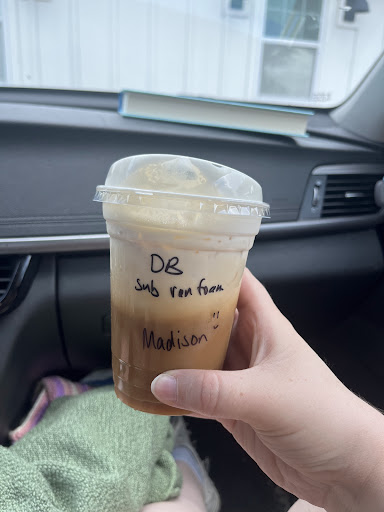 DB
sub van foam
Madison